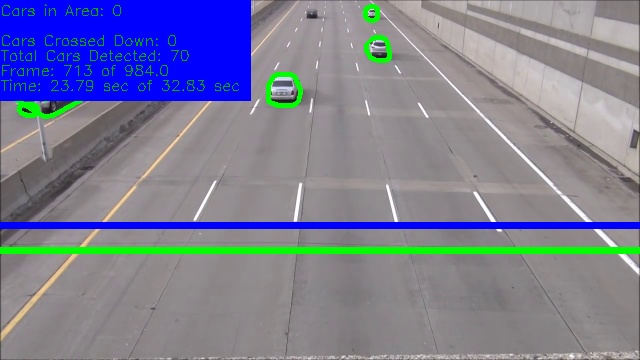 Cars in Area: 0
Cars Crossed Down: 0
Total Cars Detected: 70
Frame: 713 of 984.0
Time: 23.79 sec of 32.83 sec